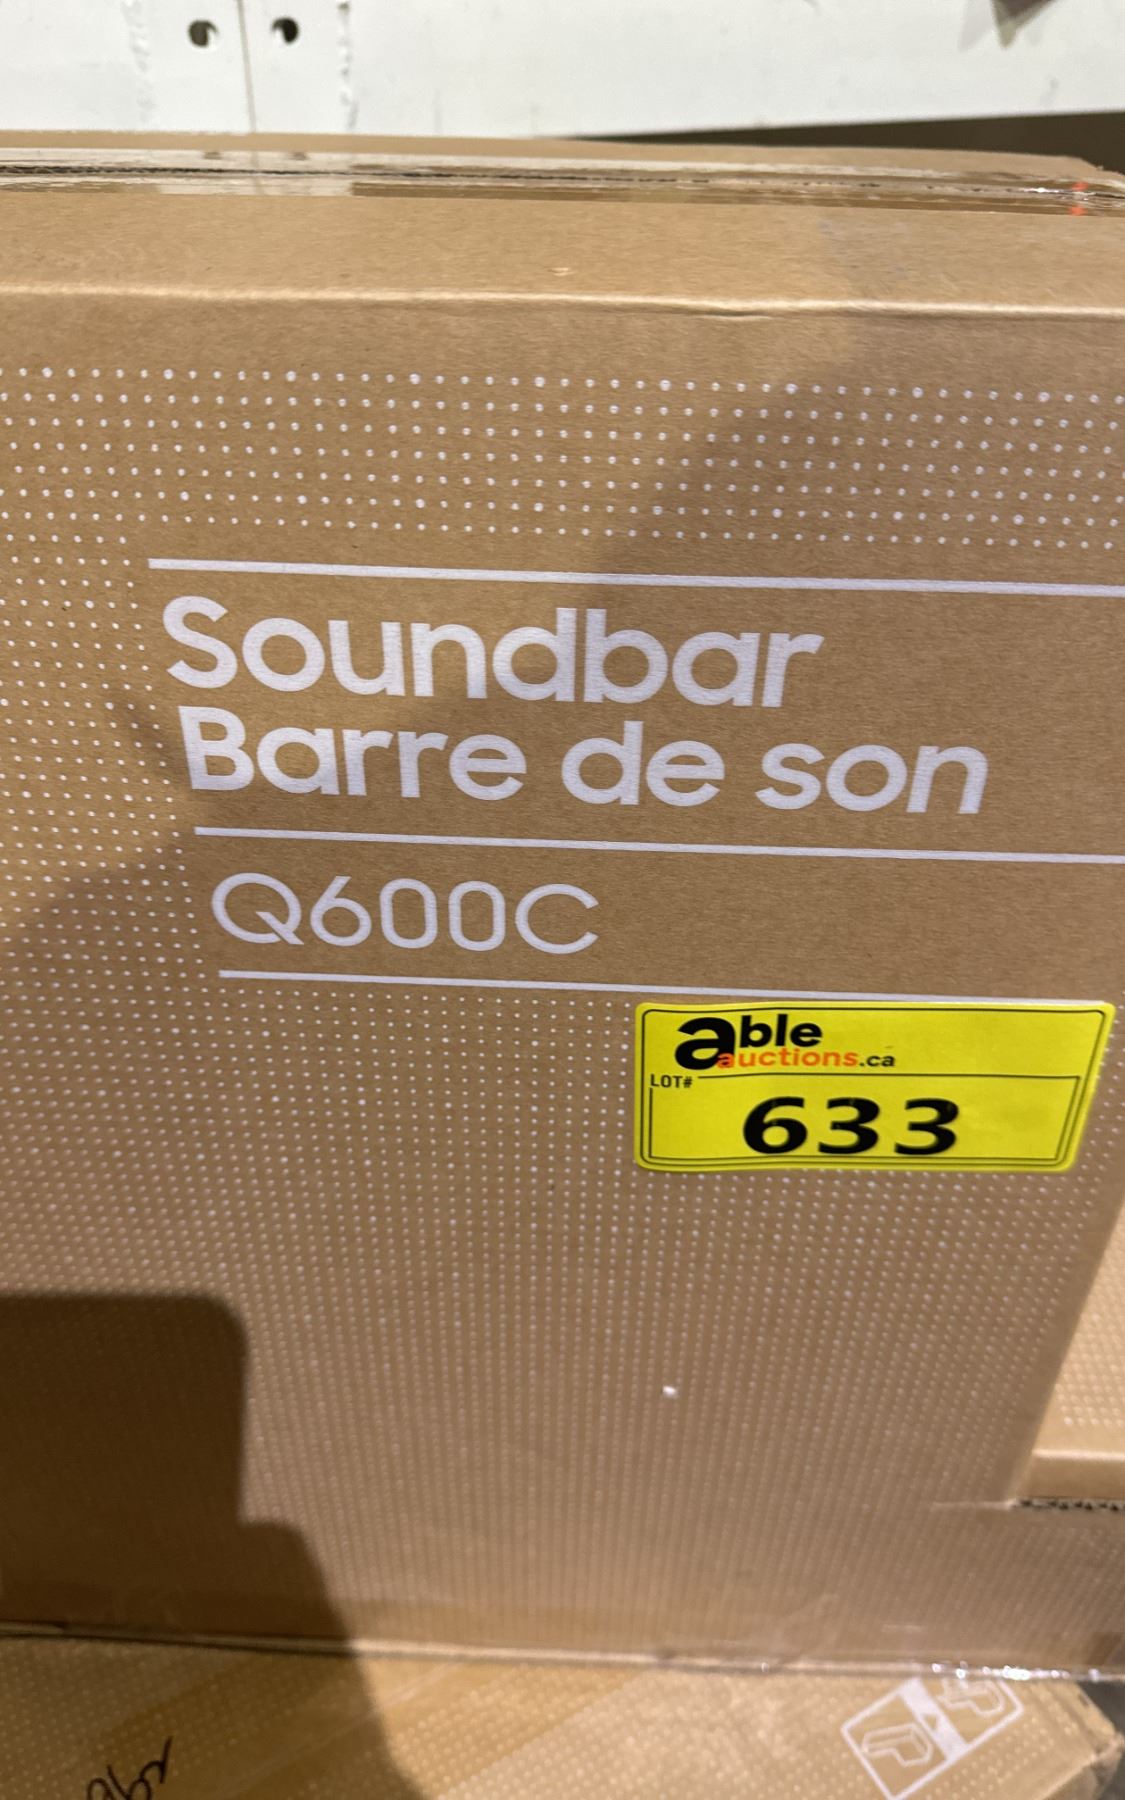 Soundbar
Barre de son
Q600C
able
auctions.ca
LOT#
633